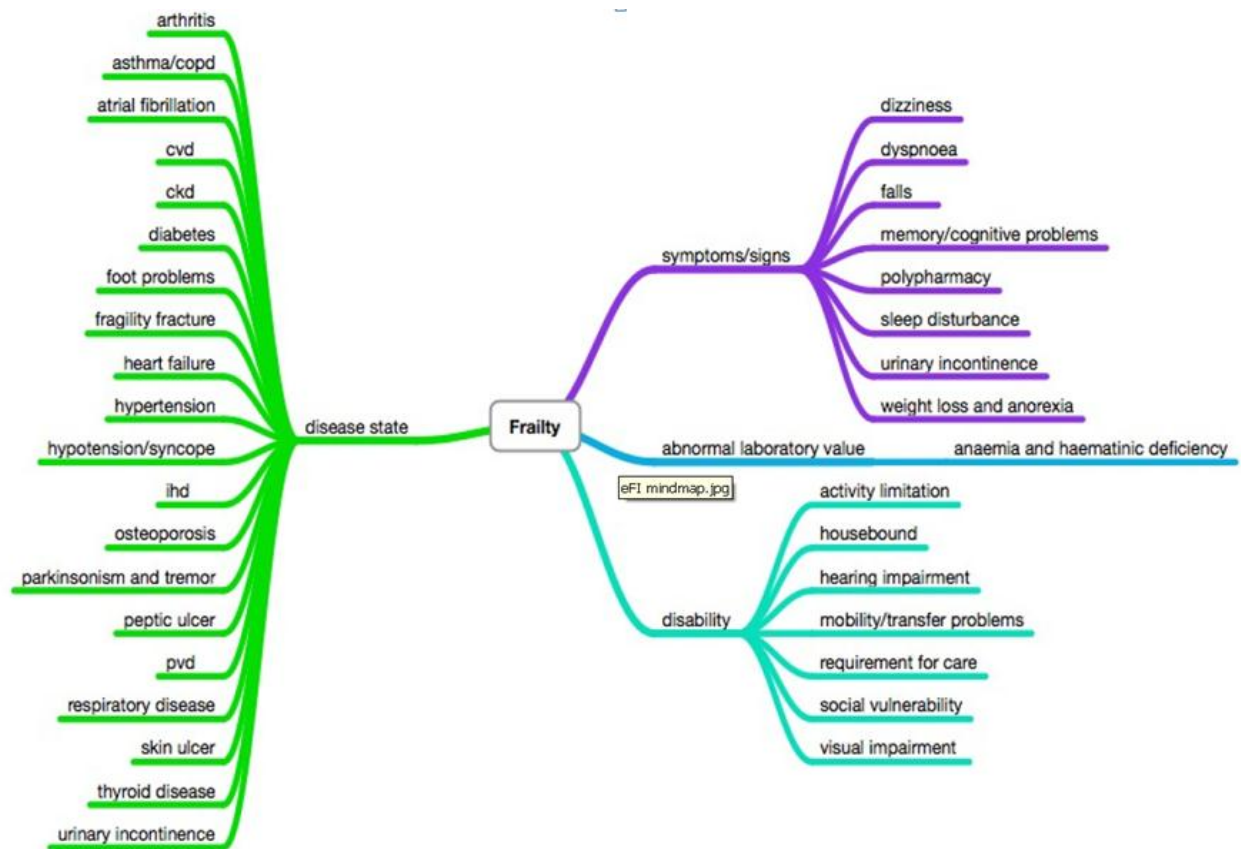 arthritis
asthma/copd
atrial fibrillation
cvd
ckd
diabetes
foot problems
fragility fracture
heart failure
hypertension
hypotension/syncope
ihd
osteoporosis
parkinsonism and tremor
peptic ulcer
pvd
respiratory disease
skin ulcer
thyroid disease
urinary incontinence
disease state
Frailty
symptoms/signs
dizziness
dyspnoea
falls
memory/cognitive problems
polypharmacy
sleep disturbance
urinary incontinence
weight loss and anorexia
abnormal laboratory value
anaemia and haematinic deficiency
eFI mindmap.jpg
disability
activity limitation
housebound
hearing impairment
mobility/transfer problems
requirement for care
social vulnerability
visual impairment